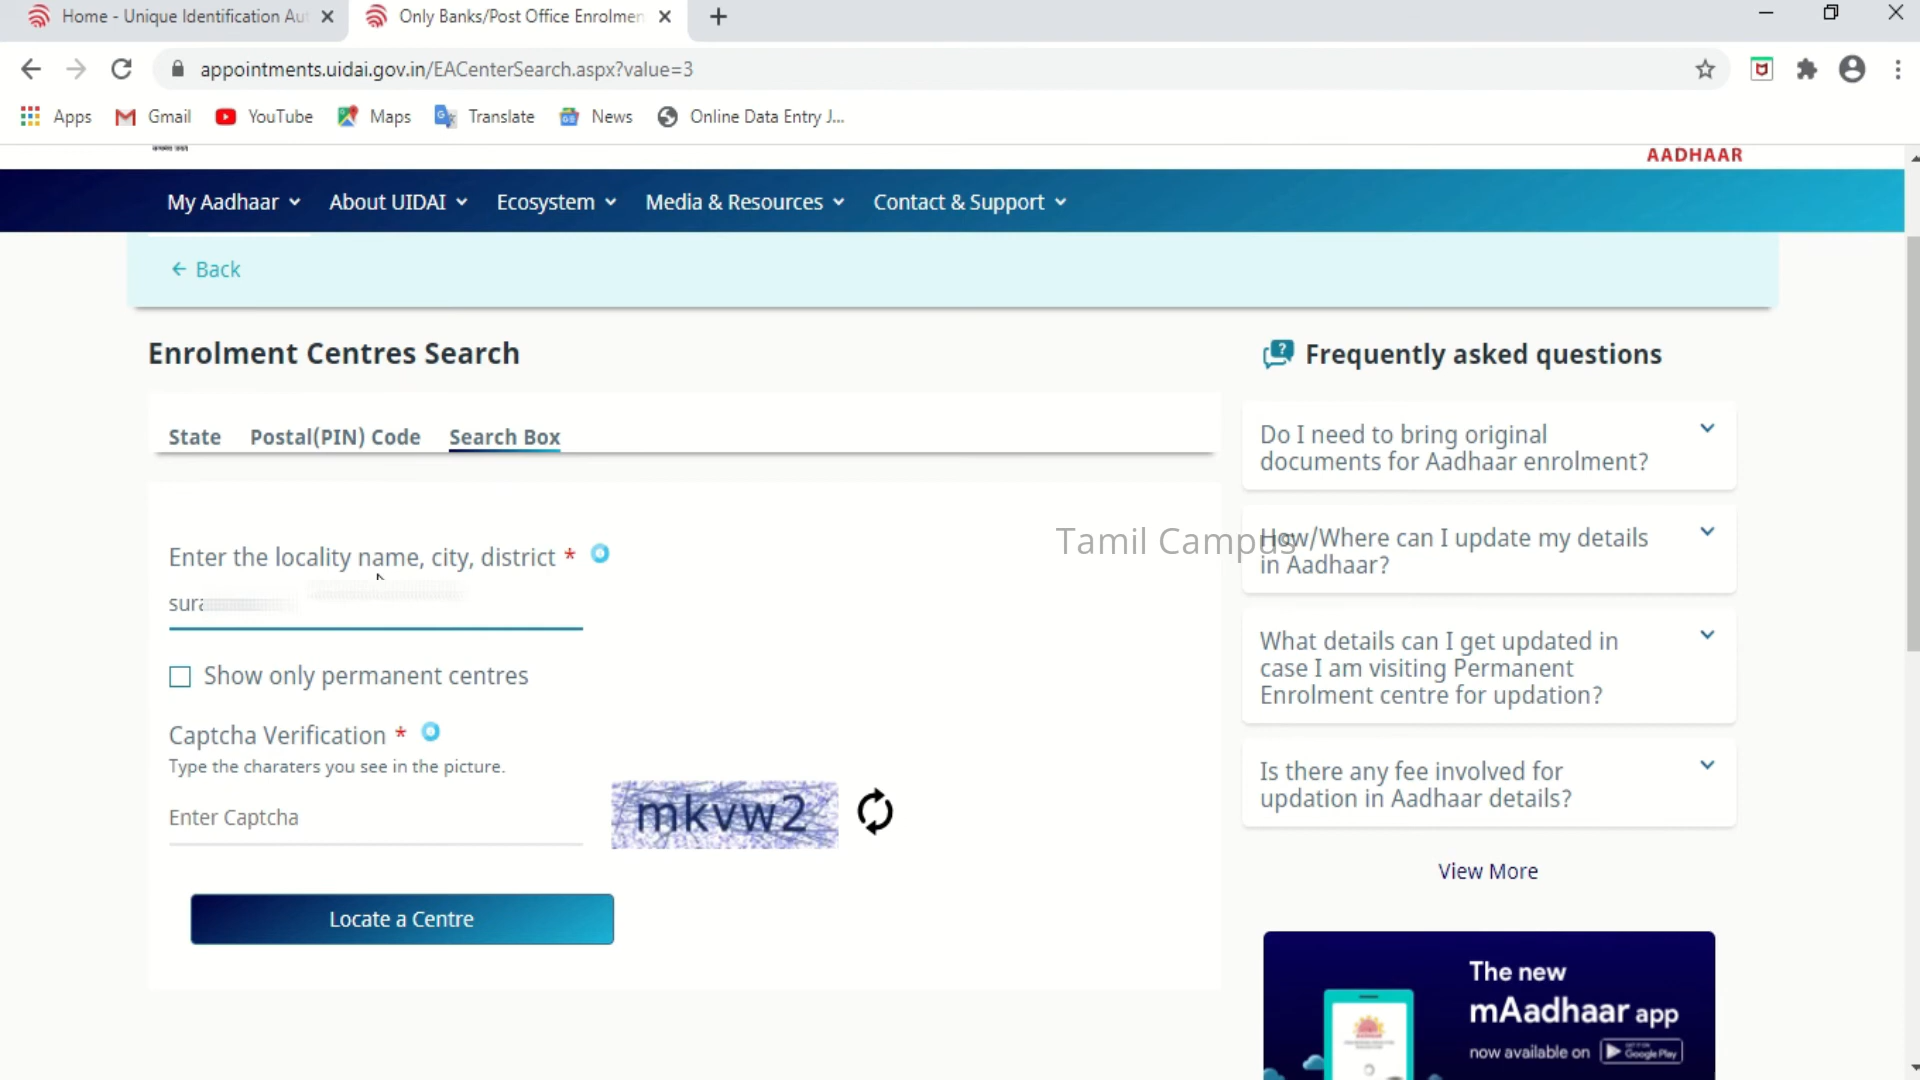 Home - Unique Identification Aut
Only Banks/Post Office Enrolmen
appointments.uidai.gov.in/EACenterSearch.aspx?value=3
Apps
Gmail
YouTube
Maps
Translate
News
Online Data Entry J...
AADHAAR
My Aadhaar
About UIDAI
Ecosystem
Media & Resources
Contact & Support
← Back
Enrolment Centres Search
State
Postal(PIN) Code
Search Box
Enter the locality name, city, district *
Show only permanent centres
Captcha Verification *
Type the charaters you see in the picture.
Enter Captcha
mkvw2
Locate a Centre
Frequently asked questions
Do I need to bring original
documents for Aadhaar enrolment?
Tamil Campus
How/Where can I update my details
in Aadhaar?
What details can I get updated in
case I am visiting Permanent
Enrolment centre for updation?
Is there any fee involved for
updation in Aadhaar details?
View More
The new
mAadhaar app
now available on
Google Play